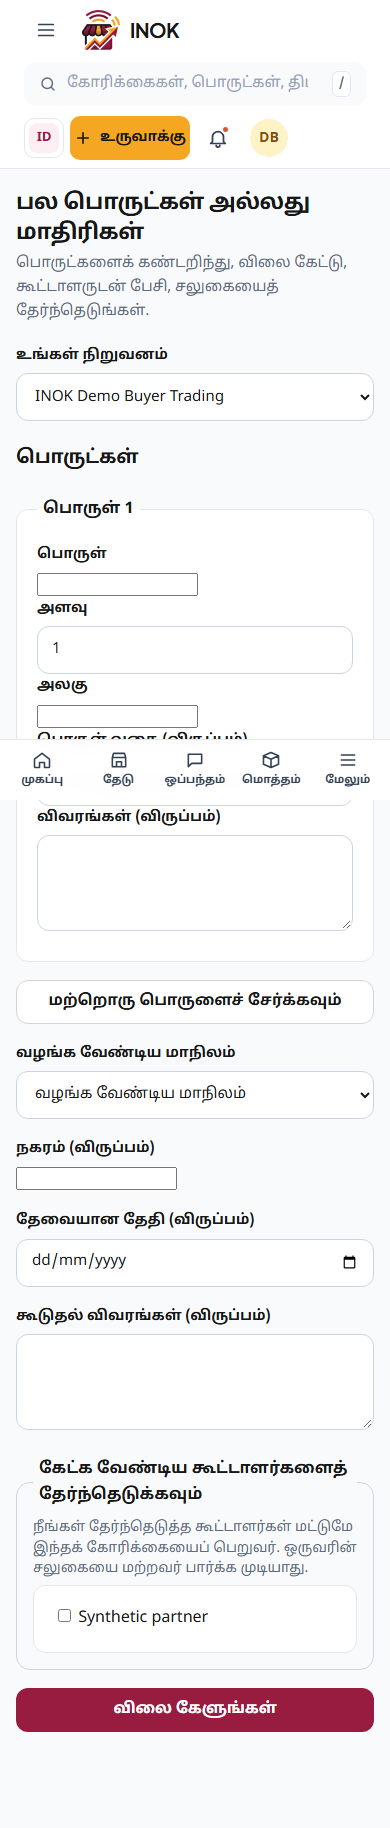 INOK
கோரிக்கைகள், பொருட்கள், தி
/
ID
+ உருவாக்கு
DB
பல பொருட்கள் அல்லது
மாதிரிகள்
பொருட்களைக் கண்டறிந்து, விலை கேட்டு,
கூட்டாளருடன் பேசி, சலுகையைத்
தேர்ந்தெடுங்கள்.
உங்கள் நிறுவனம்
INOK Demo Buyer Trading
பொருட்கள்
பொருள் 1
பொருள்
அளவு
1
அலகு
பொருள் வகை (விருப்பம்)
முகப்பு
தேடு
ஒப்பந்தம்
மொத்தம்
மேலும்
விவரங்கள் (விருப்பம்)
மற்றொரு பொருளைச் சேர்க்கவும்
வழங்க வேண்டிய மாநிலம்
வழங்க வேண்டிய மாநிலம்
நகரம் (விருப்பம்)
தேவையான தேதி (விருப்பம்)
dd/mm/yyyy
கூடுதல் விவரங்கள் (விருப்பம்)
கேட்க வேண்டிய கூட்டாளர்களைத்
தேர்ந்தெடுக்கவும்
நீங்கள் தேர்ந்தெடுத்த கூட்டாளர்கள் மட்டுமே
இந்தக் கோரிக்கையைப் பெறுவர். ஒருவரின்
சலுகையை மற்றவர் பார்க்க முடியாது.
Synthetic partner
விலை கேளுங்கள்